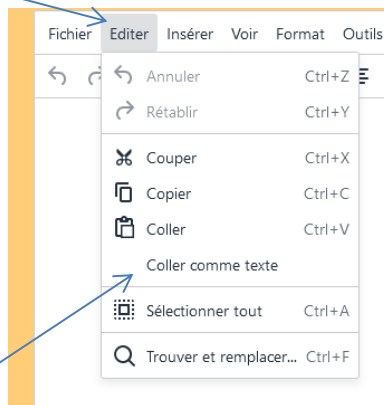 Fichier Editer Insérer Voir Format Outils
Annuler Ctrl+Z
Rétablir Ctrl+Y
Couper Ctrl+X
Copier Ctrl+C
Coller Ctrl+V
Coller comme texte
Sélectionner tout Ctrl+A
Trouver et remplacer... Ctrl+F